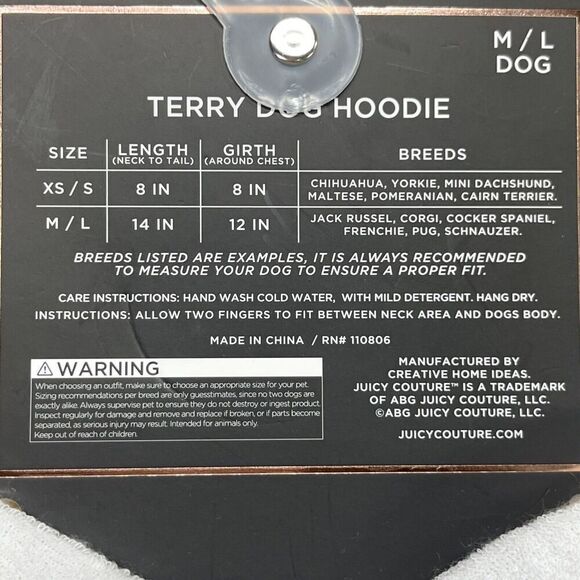 M / L
DOG
TERRY DOG HOODIE
SIZE LENGTH (NECK TO TAIL) GIRTH (AROUND CHEST) BREEDS
XS / S 8 IN 8 IN CHIHUAHUA, YORKIE, MINI DACHSHUND,
MALTESE, POMERANIAN, CAIRN TERRIER.
M / L 14 IN 12 IN JACK RUSSEL, CORGI, COCKER SPANIEL,
FRENCHIE, PUG, SCHNAUZER.
BREEDS LISTED ARE EXAMPLES, IT IS ALWAYS RECOMMENDED
TO MEASURE YOUR DOG TO ENSURE A PROPER FIT.
CARE INSTRUCTIONS: HAND WASH COLD WATER, WITH MILD DETERGENT. HANG DRY.
INSTRUCTIONS: ALLOW TWO FINGERS TO FIT BETWEEN NECK AREA AND DOGS BODY.
MADE IN CHINA / RN# 110806
⚠ WARNING
When choosing an outfit, make sure to choose an appropriate size for your pet.
Sizing recommendations per breed are only guesstimates, since no two dogs are
exactly alike. Always supervise pet to ensure they do not destroy or ingest product.
Inspect regularly for damage and remove and replace if broken, or if parts become
separated, as serious injury may result. Intended for animals only.
Keep out of reach of children.
MANUFACTURED BY
CREATIVE HOME IDEAS.
JUICY COUTURE™ IS A TRADEMARK
OF ABG JUICY COUTURE, LLC.
©ABG JUICY COUTURE, LLC.
JUICYCOUTURE.COM